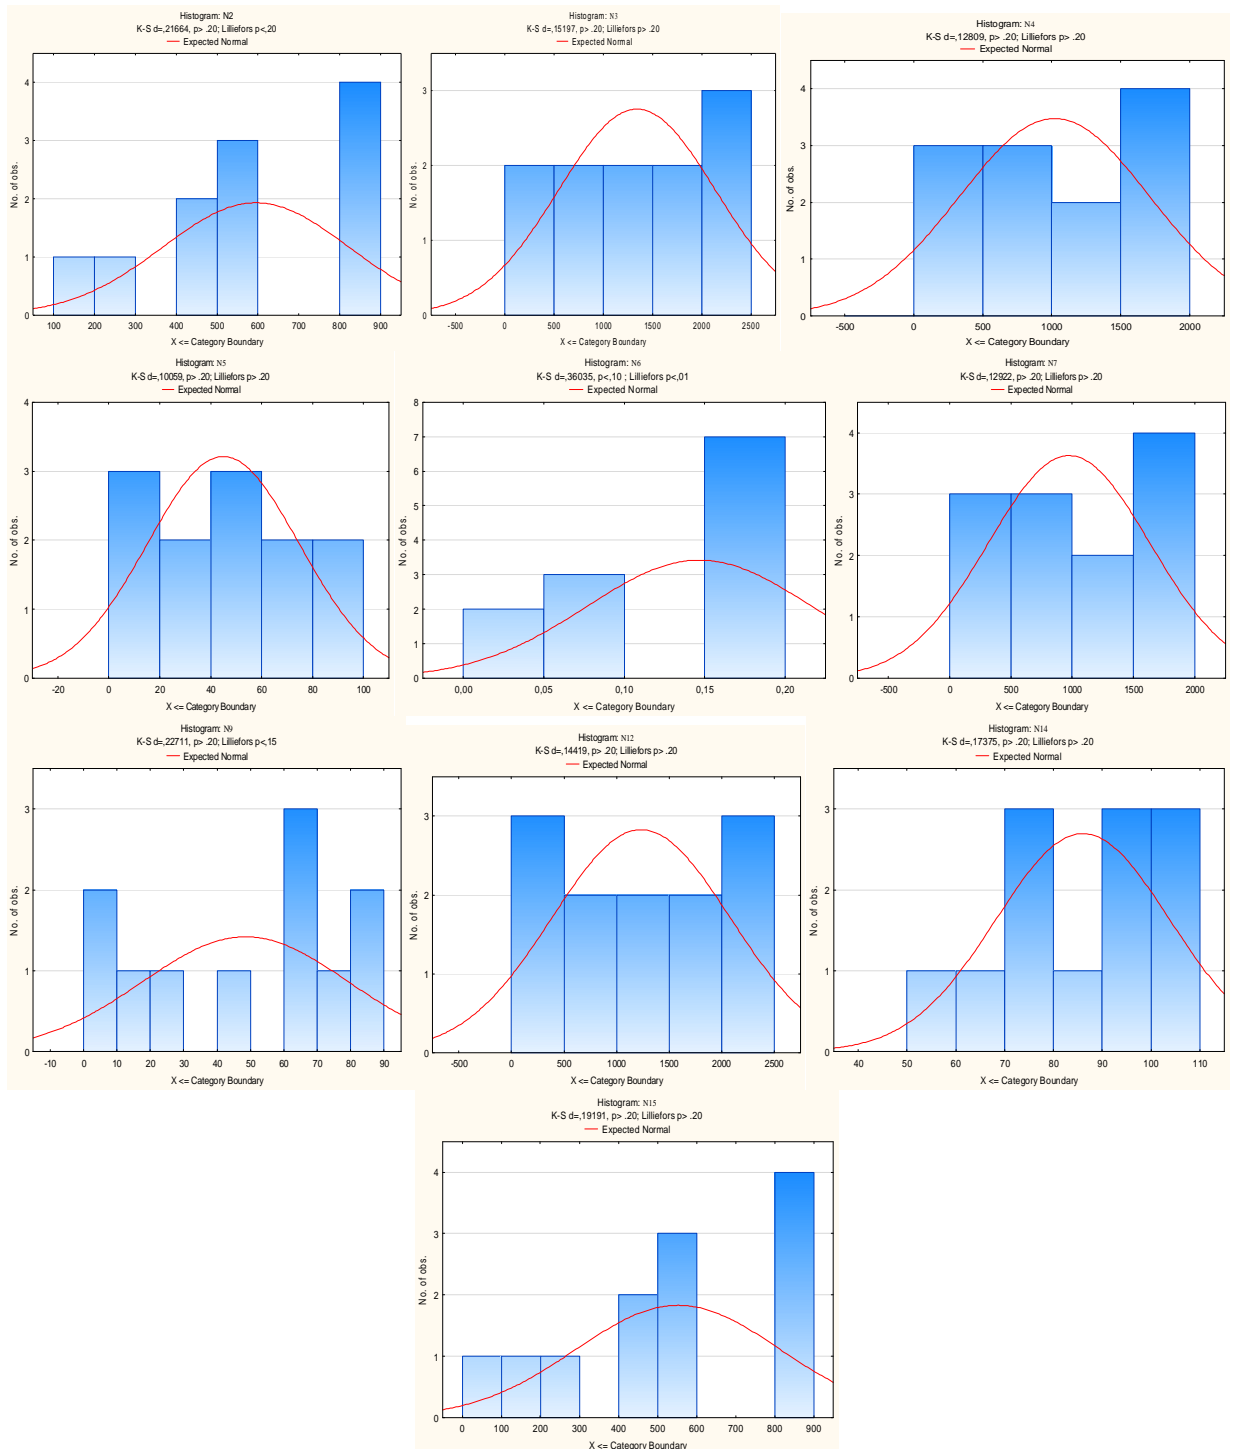 Histogram: N2
K-S d=,21664, p> .20; Lilliefors p<,20
Expected Normal
4
3
2
1
0
No. of obs.
100 200 300 400 500 600 700 800 900
X <= Category Boundary
Histogram: N3
K-S d=,15197, p> .20; Lilliefors p> .20
Expected Normal
3
2
1
0
No. of obs.
-500 0 500 1000 1500 2000 2500
X <= Category Boundary
Histogram: N4
K-S d=,12809, p> .20; Lilliefors p> .20
Expected Normal
4
3
2
1
0
No. of obs.
-500 0 500 1000 1500 2000
X <= Category Boundary
Histogram: N5
K-S d=,10059, p> .20; Lilliefors p> .20
Expected Normal
4
3
2
1
0
No. of obs.
-20 0 20 40 60 80 100
X <= Category Boundary
Histogram: N6
K-S d=,36035, p<,10 ; Lilliefors p<,01
Expected Normal
8
7
6
5
4
3
2
1
0
No. of obs.
0,00 0,05 0,10 0,15 0,20
X <= Category Boundary
Histogram: N7
K-S d=,12922, p> .20; Lilliefors p> .20
Expected Normal
4
3
2
1
0
No. of obs.
-500 0 500 1000 1500 2000
X <= Category Boundary
Histogram: N9
K-S d=,22711, p> .20; Lilliefors p<,15
Expected Normal
3
2
1
0
No. of obs.
-10 0 10 20 30 40 50 60 70 80 90
X <= Category Boundary
Histogram: N12
K-S d=,14419, p> .20; Lilliefors p> .20
Expected Normal
3
2
1
0
No. of obs.
-500 0 500 1000 1500 2000 2500
X <= Category Boundary
Histogram: N14
K-S d=,17375, p> .20; Lilliefors p> .20
Expected Normal
3
2
1
0
No. of obs.
40 50 60 70 80 90 100 110
X <= Category Boundary
Histogram: N15
K-S d=,19191, p> .20; Lilliefors p> .20
Expected Normal
4
3
2
1
0
No. of obs.
0 100 200 300 400 500 600 700 800 900
X <= Category Boundary